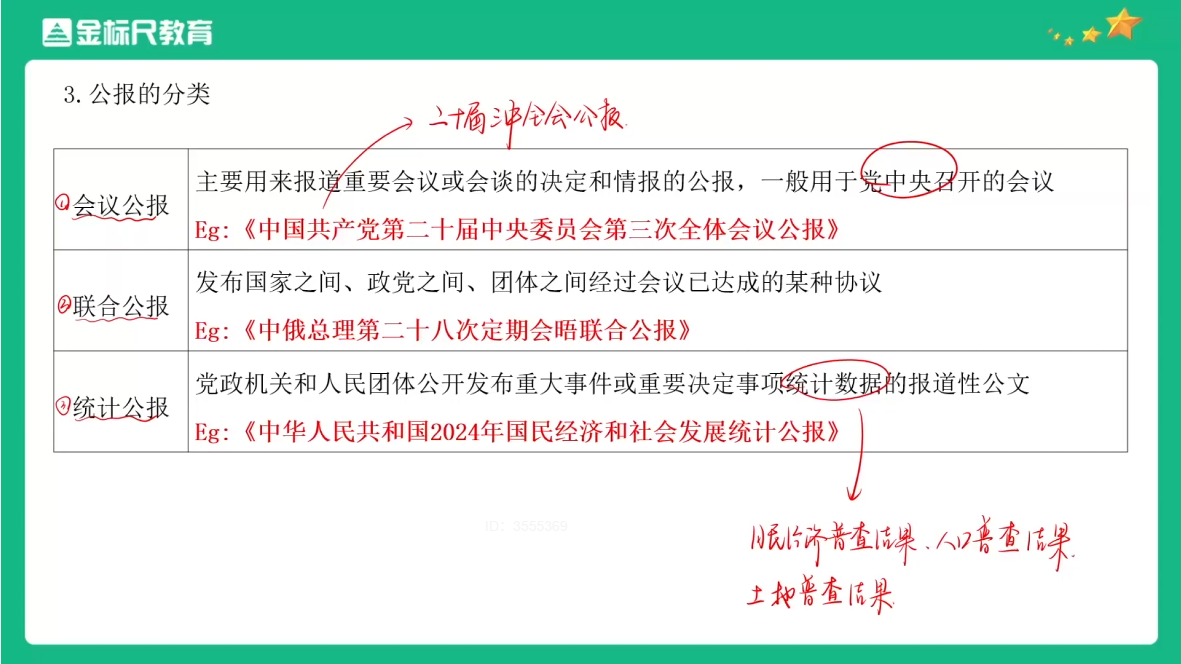 金标尺教育
3.公报的分类
二十届三中全会公报.
①会议公报
主要用来报道重要会议或会谈的决定和情报的公报，一般用于党中央召开的会议
Eg:《中国共产党第二十届中央委员会第三次全体会议公报》
②联合公报
发布国家之间、政党之间、团体之间经过会议已达成的某种协议
Eg:《中俄总理第二十八次定期会晤联合公报》
③统计公报
党政机关和人民团体公开发布重大事件或重要决定事项统计数据的报道性公文
Eg:《中华人民共和国2024年国民经济和社会发展统计公报》
ID: 3555369
国民经济普查结果、人口普查结果.
土地普查结果.